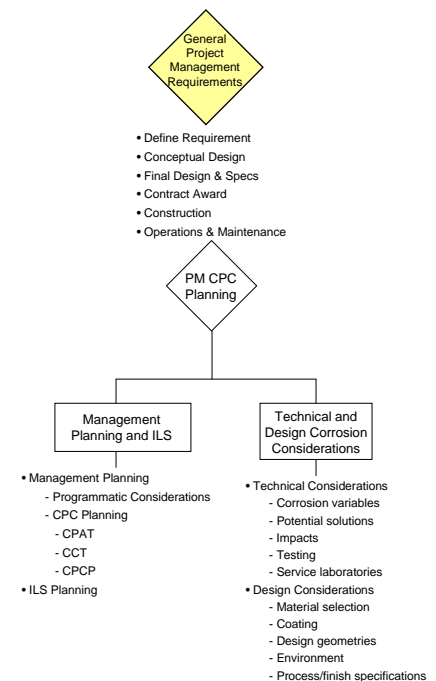 General
Project
Management
Requirements
• Define Requirement
• Conceptual Design
• Final Design & Specs
• Contract Award
• Construction
• Operations & Maintenance
PM CPC
Planning
Management
Planning and ILS
• Management Planning
- Programmatic Considerations
- CPC Planning
- CPAT
- CCT
- CPCP
• ILS Planning
Technical and
Design Corrosion
Considerations
• Technical Considerations
- Corrosion variables
- Potential solutions
- Impacts
- Testing
- Service laboratories
• Design Considerations
- Material selection
- Coating
- Design geometries
- Environment
- Process/finish specifications